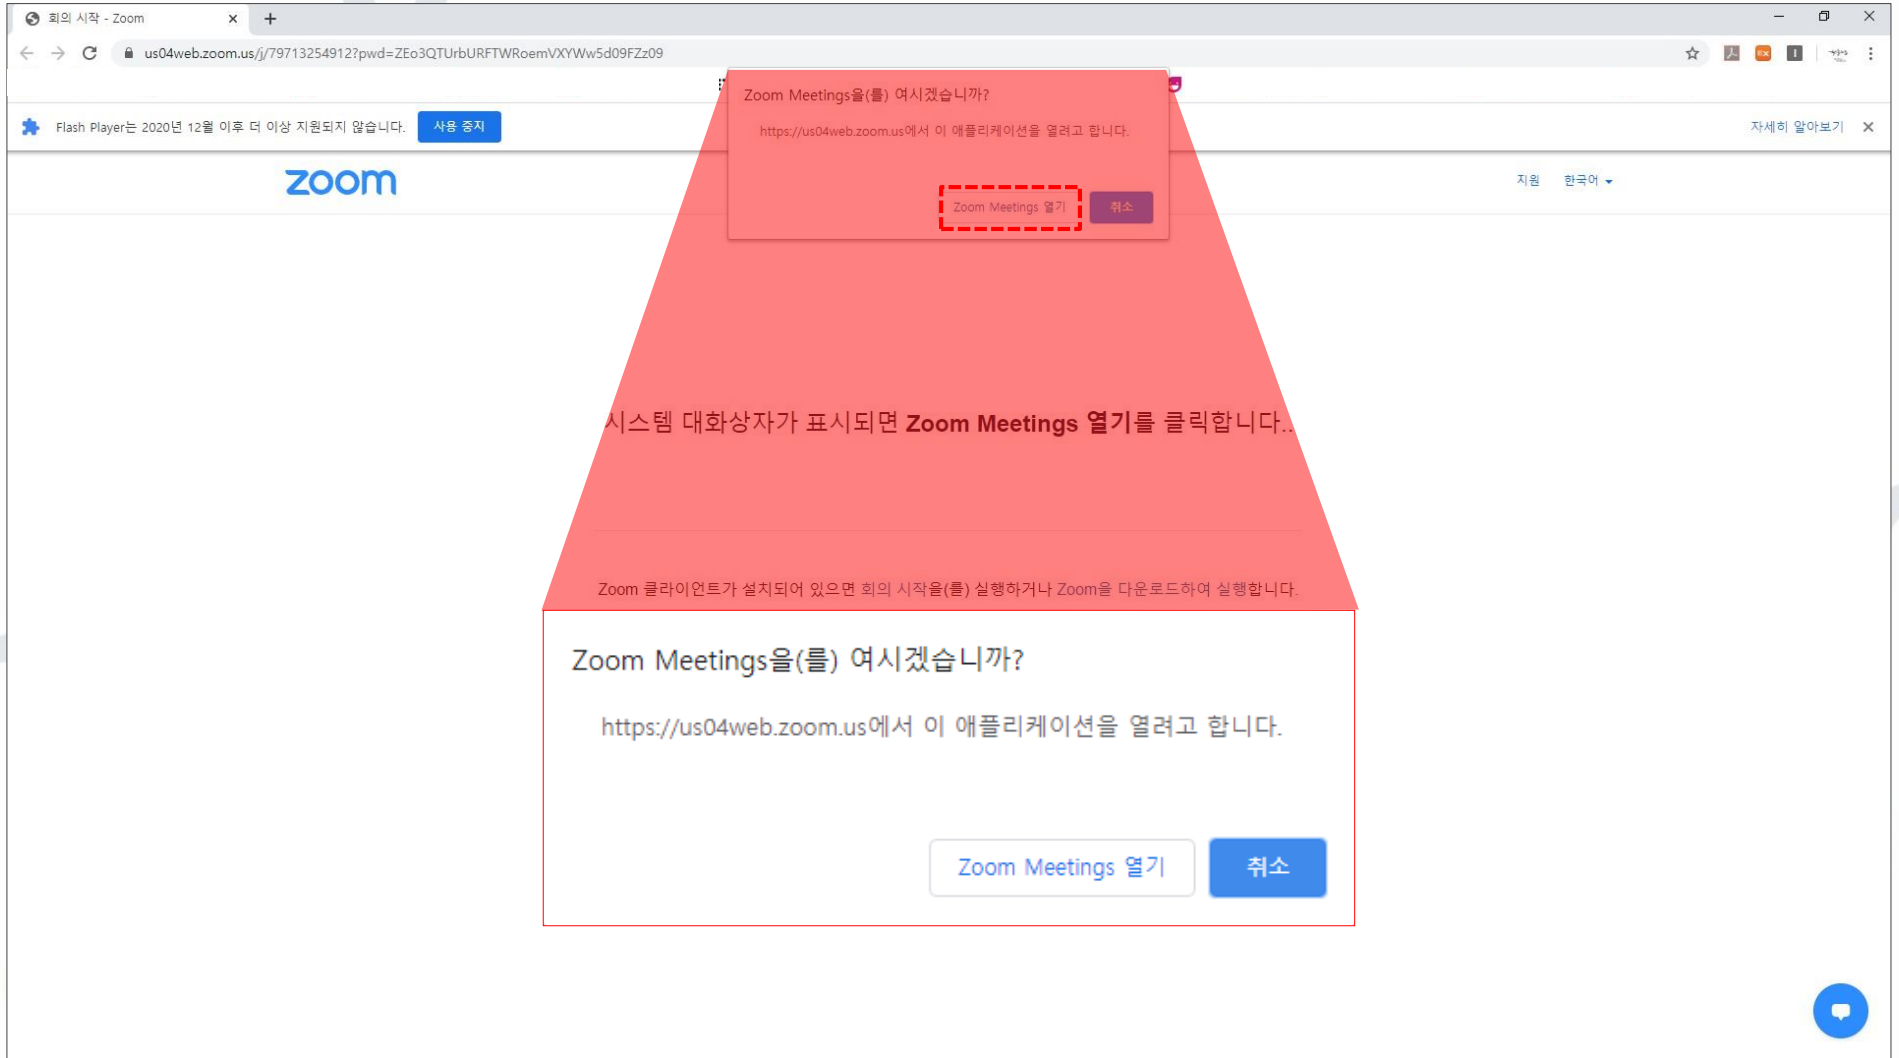 회의 시작 - Zoom
us04web.zoom.us/j/79713254912?pwd=ZEo3QTUrbURFTWRoemVXYWw5d09FZz09
Flash Player는 2020년 12월 이후 더 이상 지원되지 않습니다. 사용 중지
자세히 알아보기
zoom
지원 한국어
Zoom Meetings을(를) 여시겠습니까?
https://us04web.zoom.us에서 이 애플리케이션을 열려고 합니다.
Zoom Meetings 열기 취소
시스템 대화상자가 표시되면 Zoom Meetings 열기를 클릭합니다..
Zoom 클라이언트가 설치되어 있으면 회의 시작을(를) 실행하거나 Zoom을 다운로드하여 실행합니다.
Zoom Meetings을(를) 여시겠습니까?
https://us04web.zoom.us에서 이 애플리케이션을 열려고 합니다.
Zoom Meetings 열기 취소